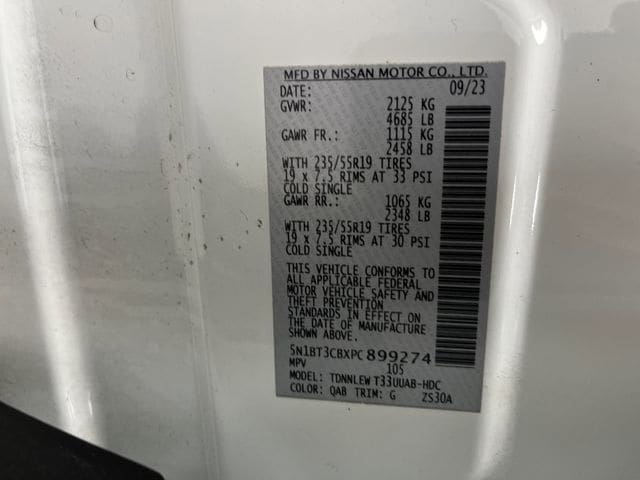 MFD BY NISSAN MOTOR CO., LTD.
DATE: 09/23
GVWR: 2125 KG
4685 LB
GAWR FR.: 1115 KG
2458 LB
WITH 235/55R19 TIRES
19 x 7.5 RIMS AT 33 PSI
COLD SINGLE
GAWR RR.: 1065 KG
2348 LB
WITH 235/55R19 TIRES
19 x 7.5 RIMS AT 30 PSI
COLD SINGLE
THIS VEHICLE CONFORMS TO
ALL APPLICABLE FEDERAL
MOTOR VEHICLE SAFETY AND
THEFT PREVENTION
STANDARDS IN EFFECT ON
THE DATE OF MANUFACTURE
SHOWN ABOVE.
5N1BT3CBXPC899274
MPV 105
MODEL: TDNNLEW T33UUAB-HDC
COLOR: QAB TRIM: G ZS30A